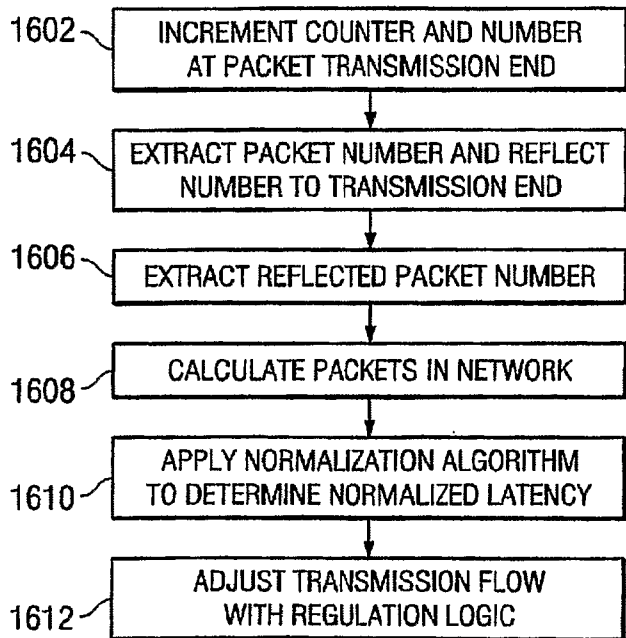 1602
INCREMENT COUNTER AND NUMBER
AT PACKET TRANSMISSION END
1604
EXTRACT PACKET NUMBER AND REFLECT
NUMBER TO TRANSMISSION END
1606
EXTRACT REFLECTED PACKET NUMBER
1608
CALCULATE PACKETS IN NETWORK
1610
APPLY NORMALIZATION ALGORITHM
TO DETERMINE NORMALIZED LATENCY
1612
ADJUST TRANSMISSION FLOW
WITH REGULATION LOGIC